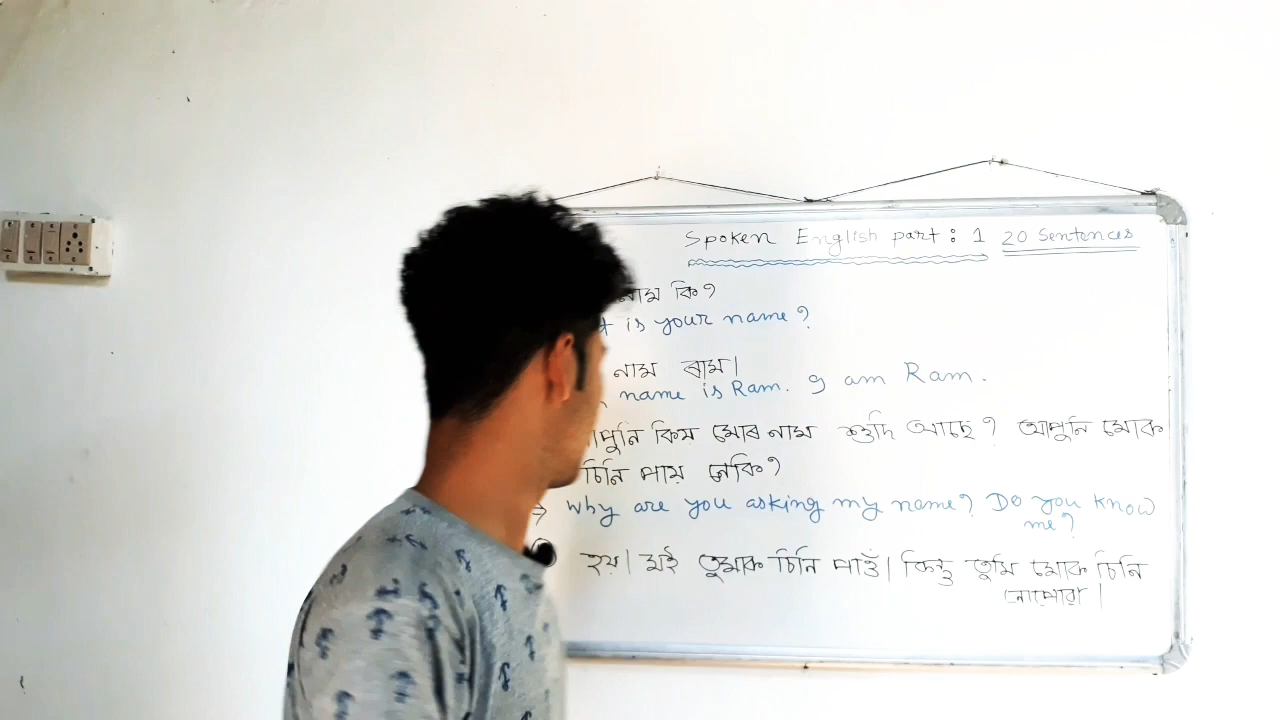 Spoken English part : 1 20 Sentences
নাম কি?
is your name?
নাম ৰাম।
name is Ram. I am Ram.
আপুনি কিয় মোৰ নাম শুদি আছে? আপুনি মোক
চিনি পায় নেকি?
→ Why are you asking my name? Do you know
me?
হয়। মই তুমাক চিনি পাওঁ। কিন্তু তুমি মোক চিনি
নোপোৱা।